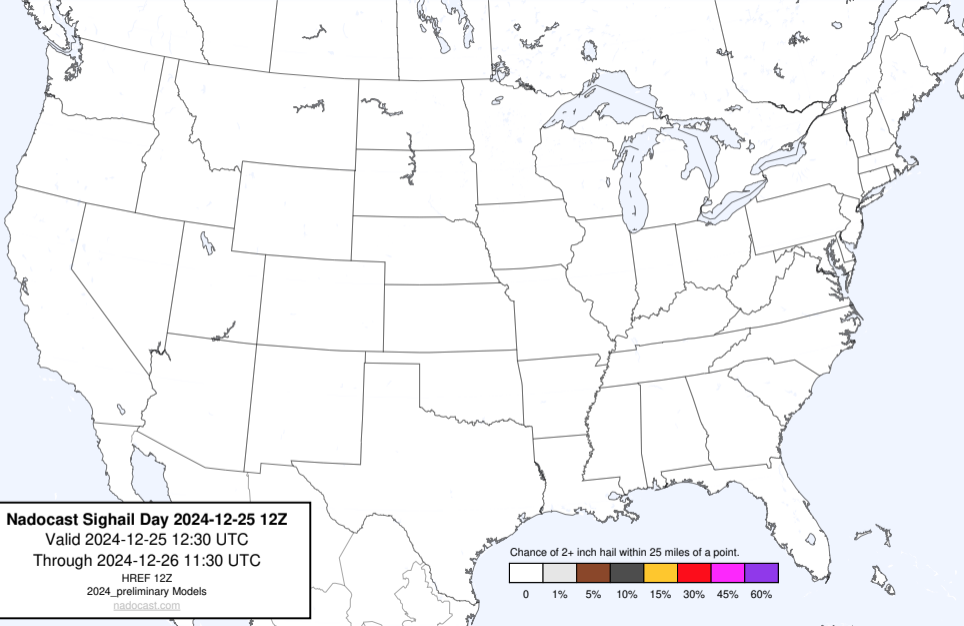 Nadocast Sighail Day 2024-12-25 12Z
Valid 2024-12-25 12:30 UTC
Through 2024-12-26 11:30 UTC
HREF 12Z
2024_preliminary Models
nadocast.com
Chance of 2+ inch hail within 25 miles of a point.
0 1% 5% 10% 15% 30% 45% 60%